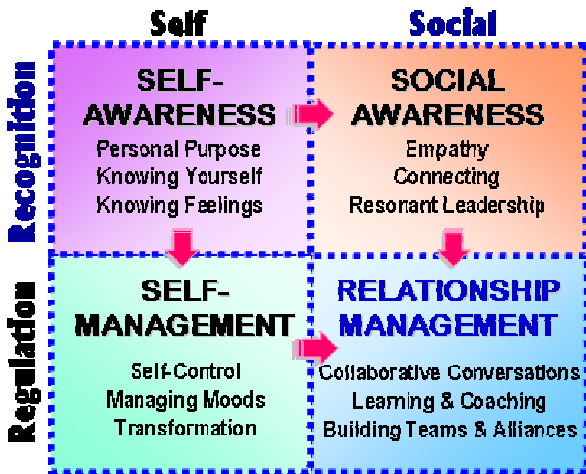 Self
Social
Recognition
SELF-
AWARENESS
Personal Purpose
Knowing Yourself
Knowing Feelings
SOCIAL
AWARENESS
Empathy
Connecting
Resonant Leadership
Regulation
SELF-
MANAGEMENT
Self-Control
Managing Moods
Transformation
RELATIONSHIP
MANAGEMENT
Collaborative Conversations
Learning & Coaching
Building Teams & Alliances